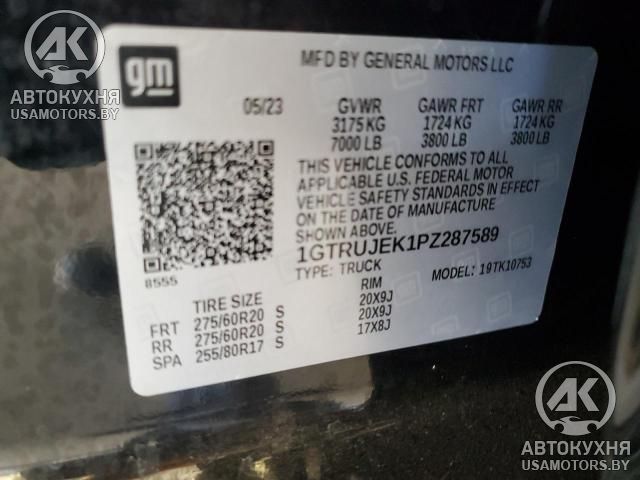 AK
АВТОКУХНЯ
USAMOTORS.BY
gm
MFD BY GENERAL MOTORS LLC
05/23 GVWR GAWR FRT GAWR RR
3175 KG 1724 KG 1724 KG
7000 LB 3800 LB 3800 LB
THIS VEHICLE CONFORMS TO ALL
APPLICABLE U.S. FEDERAL MOTOR
VEHICLE SAFETY STANDARDS IN EFFECT
ON THE DATE OF MANUFACTURE
SHOWN ABOVE.
1GTRUJEK1PZ287589
TYPE: TRUCK MODEL: 19TK10753
8555
TIRE SIZE RIM
FRT 275/60R20 S 20X9J
RR 275/60R20 S 20X9J
SPA 255/80R17 S 17X8J
AK
АВТОКУХНЯ
USAMOTORS.BY